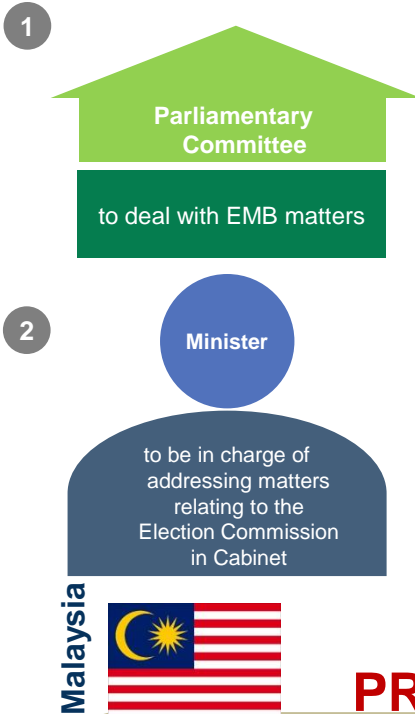 1
Parliamentary
Committee
to deal with EMB matters
2
Minister
to be in charge of
addressing matters
relating to the
Election Commission
in Cabinet
Malaysia
PR